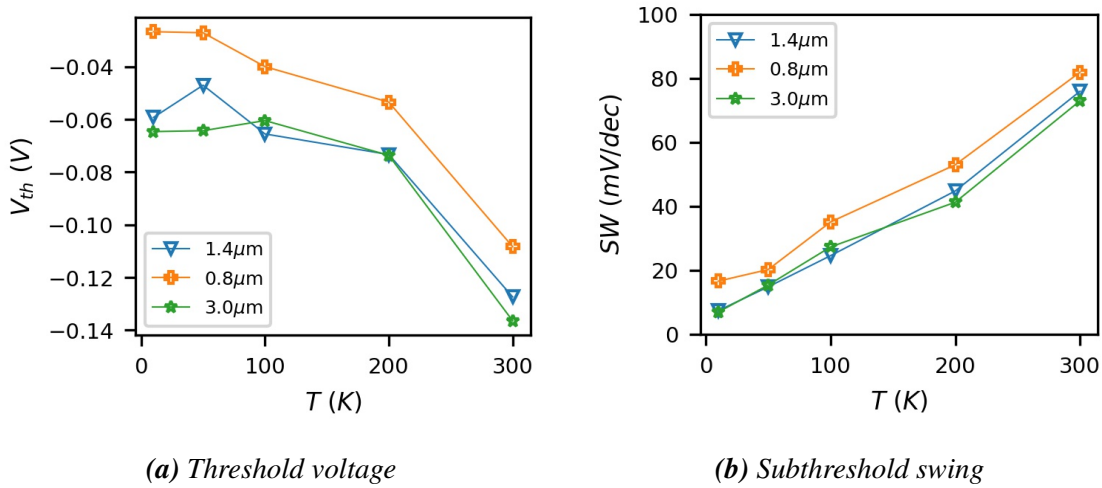 −0.04
−0.06
−0.08
−0.10
−0.12
−0.14
V_th (V)
1.4μm
0.8μm
3.0μm
0 100 200 300
T (K)
(a) Threshold voltage
100
80
60
40
20
0
SW (mV/dec)
1.4μm
0.8μm
3.0μm
0 100 200 300
T (K)
(b) Subthreshold swing